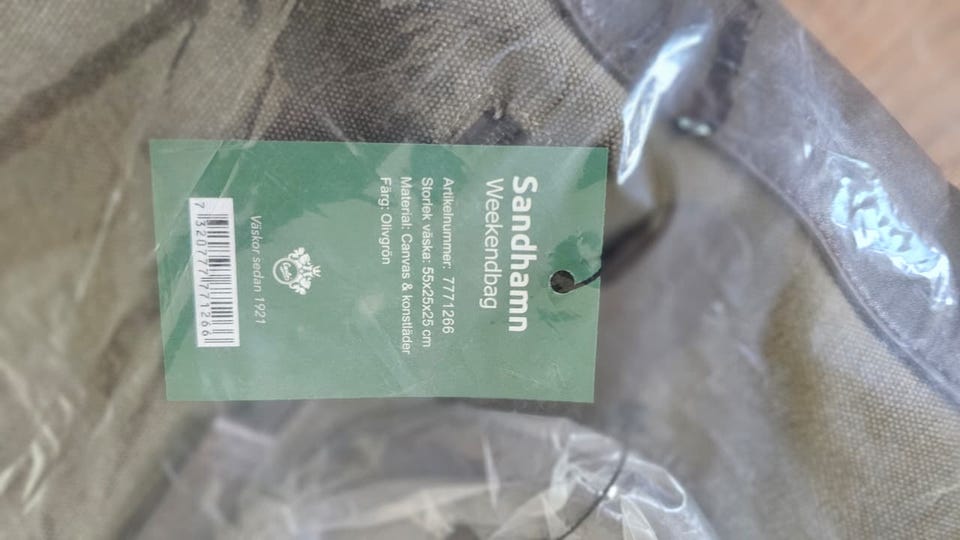 Sandhamn
Weekendbag
Artikelnummer: 7771266
Storlek väska: 55x25x25 cm
Material: Canvas & konstläder
Färg: Olivgrön
Väskor sedan 1921
7 320777 771266